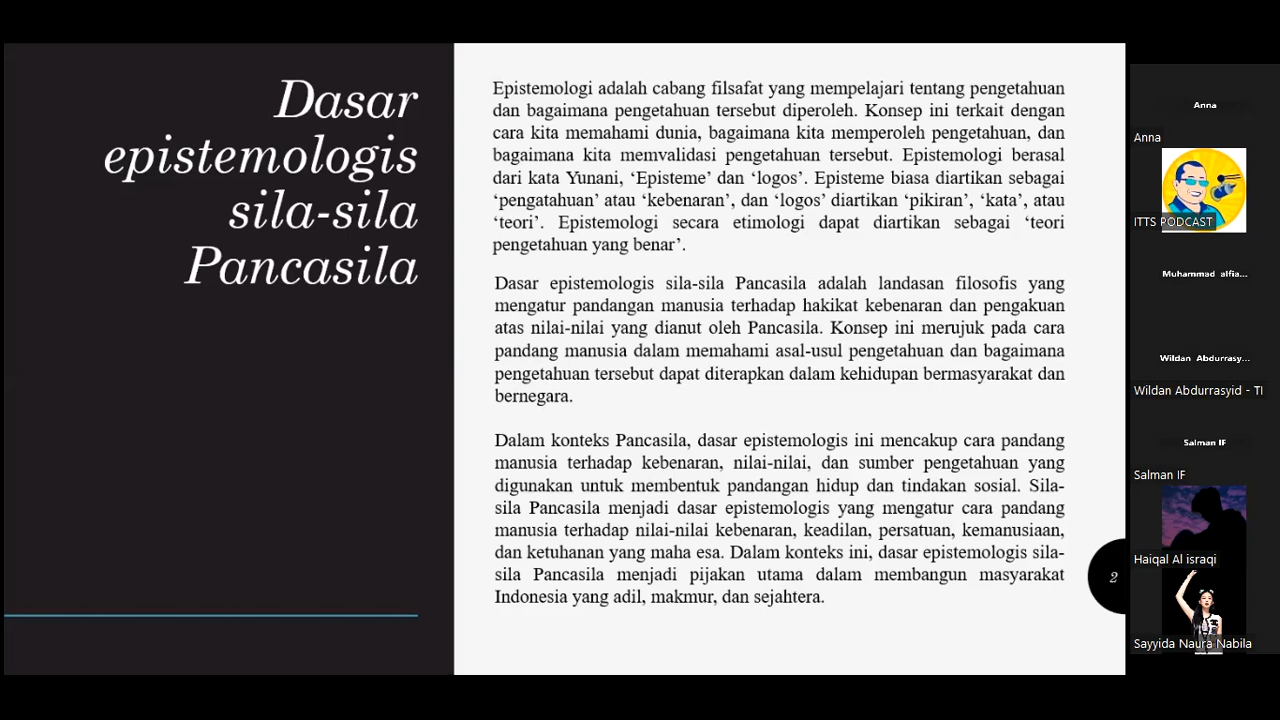 Dasar
epistemologis
sila-sila
Pancasila
Epistemologi adalah cabang filsafat yang mempelajari tentang pengetahuan
dan bagaimana pengetahuan tersebut diperoleh. Konsep ini terkait dengan
cara kita memahami dunia, bagaimana kita memperoleh pengetahuan, dan
bagaimana kita memvalidasi pengetahuan tersebut. Epistemologi berasal
dari kata Yunani, ‘Episteme’ dan ‘logos’. Episteme biasa diartikan sebagai
‘pengatahuan’ atau ‘kebenaran’, dan ‘logos’ diartikan ‘pikiran’, ‘kata’, atau
‘teori’. Epistemologi secara etimologi dapat diartikan sebagai ‘teori
pengetahuan yang benar’.
Dasar epistemologis sila-sila Pancasila adalah landasan filosofis yang
mengatur pandangan manusia terhadap hakikat kebenaran dan pengakuan
atas nilai-nilai yang dianut oleh Pancasila. Konsep ini merujuk pada cara
pandang manusia dalam memahami asal-usul pengetahuan dan bagaimana
pengetahuan tersebut dapat diterapkan dalam kehidupan bermasyarakat dan
bernegara.
Dalam konteks Pancasila, dasar epistemologis ini mencakup cara pandang
manusia terhadap kebenaran, nilai-nilai, dan sumber pengetahuan yang
digunakan untuk membentuk pandangan hidup dan tindakan sosial. Sila-
sila Pancasila menjadi dasar epistemologis yang mengatur cara pandang
manusia terhadap nilai-nilai kebenaran, keadilan, persatuan, kemanusiaan,
dan ketuhanan yang maha esa. Dalam konteks ini, dasar epistemologis sila-
sila Pancasila menjadi pijakan utama dalam membangun masyarakat
Indonesia yang adil, makmur, dan sejahtera.
2
Anna
Anna
ITTS PODCAST
Muhammad alfia...
Wildan Abdurrasy...
Wildan Abdurrasyid - TI
Salman IF
Salman IF
Haiqal Al israqi
Sayyida Naura Nabila